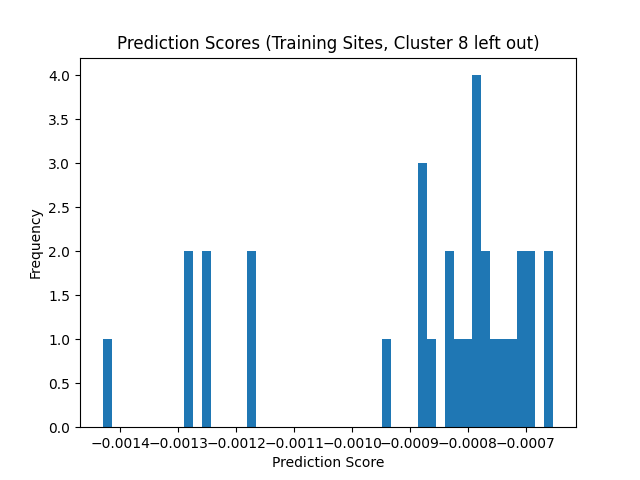 Prediction Scores (Training Sites, Cluster 8 left out)
4.0
3.5
3.0
2.5
2.0
1.5
1.0
0.5
0.0
Frequency
−0.0014 −0.0013 −0.0012 −0.0011 −0.0010 −0.0009 −0.0008 −0.0007
Prediction Score